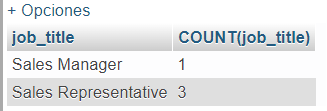 + Opciones
job_title COUNT(job_title)
Sales Manager 1
Sales Representative 3